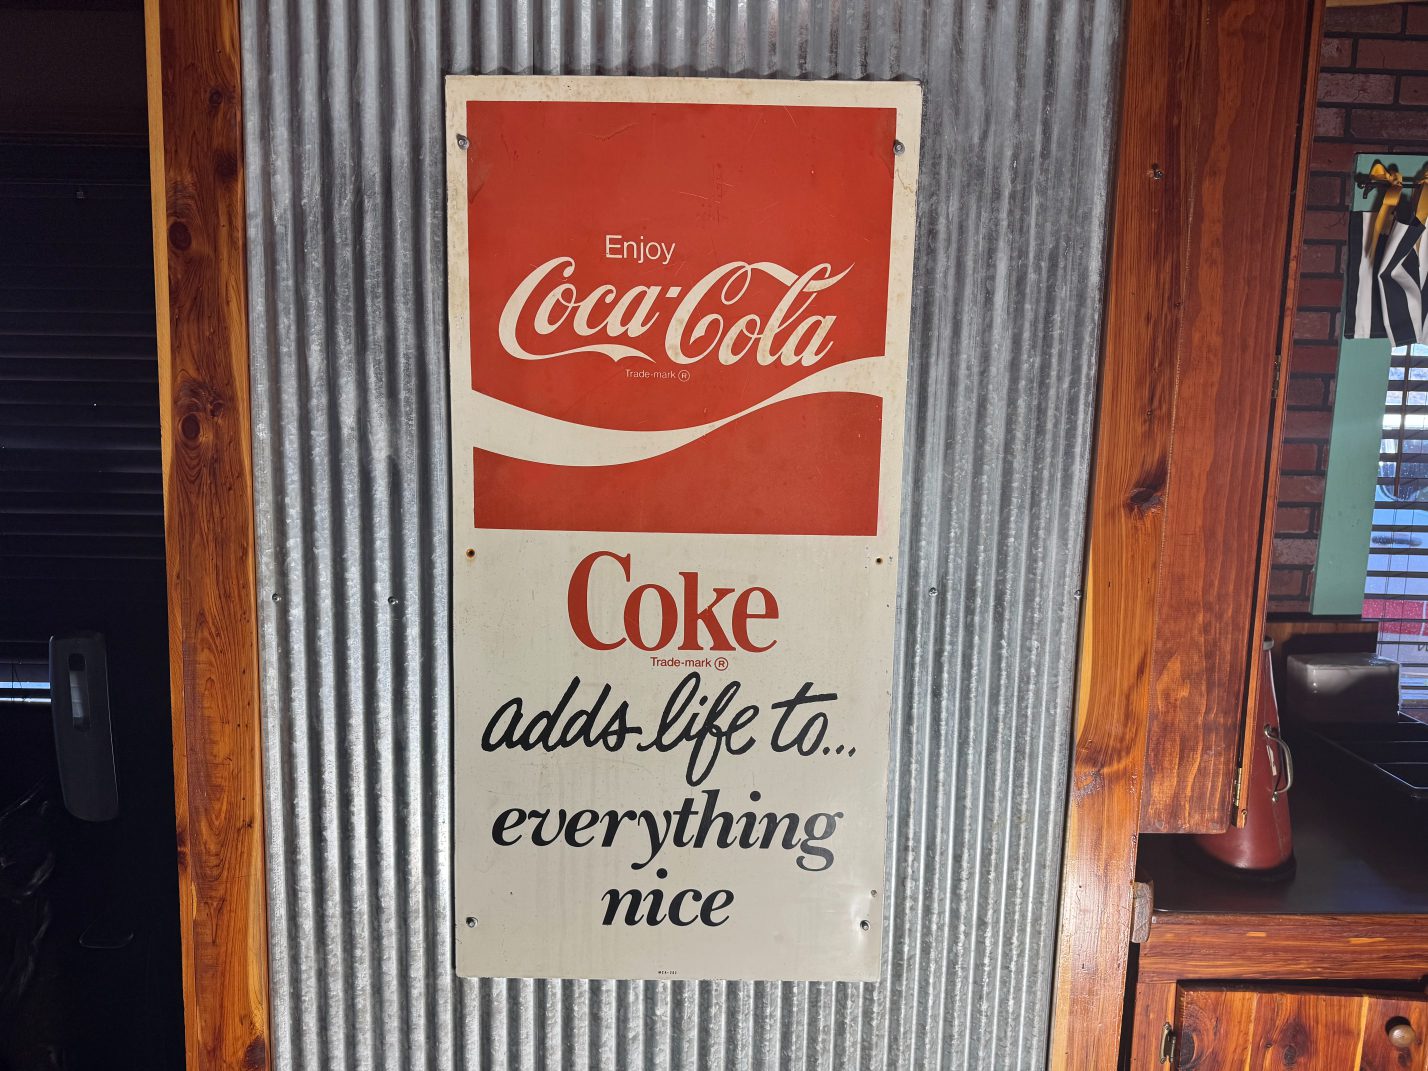 Enjoy
Coca-Cola
Trade-mark ®
Coke
Trade-mark ®
adds life to...
everything
nice